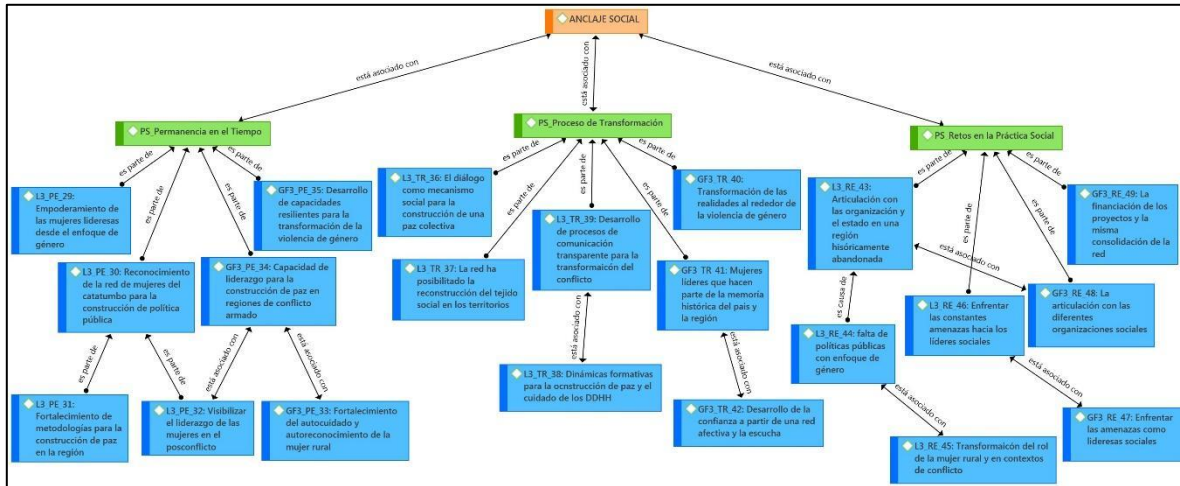 ANCLAJE SOCIAL
está asociado con
está asociado con
está asociado con
PS_Permanencia en el Tiempo
PS_Proceso de Transformación
PS_Retos en la Práctica Social
es parte de
es parte de
es parte de
es parte de
es parte de
es parte de
es parte de
es parte de
es parte de
es parte de
es parte de
es parte de
es parte de
L3_PE_29:
Empoderamiento de
las mujeres lideresas
desde el enfoque de
género
GF3_PE_35: Desarrollo
de capacidades
resilientes para la
transformación de la
violencia de género
L3_TR_36: El diálogo
como mecanismo
social para la
construcción de una
paz colectiva
L3_TR_39: Desarrollo
de procesos de
comunicación
transparente para la
transformaicón del
conflicto
GF3_TR_40:
Transformación de las
realidades al rededor de
la violencia de género
L3_RE_43:
Articulación con
las organización y
el estado en una
región
hisóricamente
abandonada
GF3_RE_49: La
financiación de los
proyectos y la
misma
consolidación de la
red
L3_PE_30: Reconocimiento
de la red de mujeres del
catatumbo para la
construcción de política
pública
GF3_PE_34: Capacidad de
liderazgo para la
construcción de paz en
regiones de conflicto
armado
L3_TR_37: La red ha
posibilitado la
reconstrucción del tejido
social en los territorios
GF3_TR_41: Mujeres
líderes que hacen
parte de la memoria
histórica del pais y
la región
está asociado con
GF3_RE_48: La
articulación con las
diferentes
organizaciones sociales
L3_RE_46: Enfrentar
las constantes
amenazas hacia los
líderes sociales
es causa de
L3_RE_44: falta de
políticas públicas
con enfoque de
género
es parte de
es parte de
está asociado con
está asociado con
está asociado con
está asociado con
está asociado con
está asociado con
L3_PE_31:
Fortalecimiento de
metodologías para la
construcción de paz
en la región
L3_PE_32: Visibilizar
el liderazgo de las
mujeres en el
posconflicto
GF3_PE_33: Fortalecimiento
del autocuidado y
autoreconocimiento de la
mujer rural
L3_TR_38: Dinámicas formativas
para la ocnstrucción de paz y el
cuidado de los DDHH
GF3_TR_42: Desarrollo de la
confianza a partir de una red
afectiva y la escucha
L3_RE_45: Transformaicón del rol
de la mujer rural y en contextos
de conflicto
GF3_RE_47: Enfrentar
las amenazas como
lideresas sociales